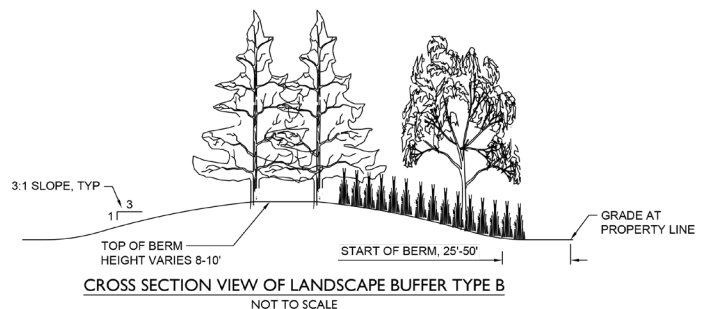 3:1 SLOPE, TYP
3
1
TOP OF BERM
HEIGHT VARIES 8-10'
START OF BERM, 25'-50'
GRADE AT
PROPERTY LINE
CROSS SECTION VIEW OF LANDSCAPE BUFFER TYPE B
NOT TO SCALE